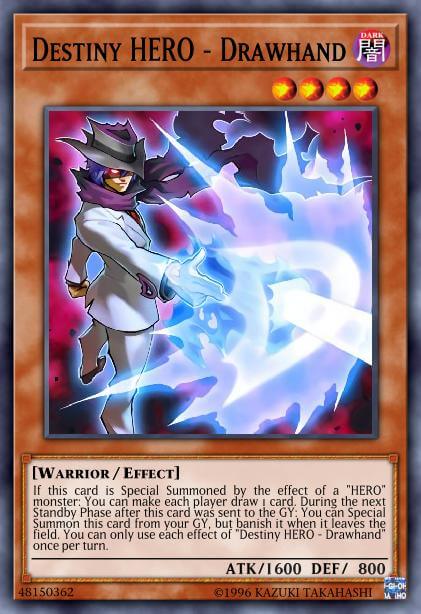 DESTINY HERO - DRAWHAND
DARK
闇
[WARRIOR / EFFECT]
If this card is Special Summoned by the effect of a "HERO"
monster: You can make each player draw 1 card. During the next
Standby Phase after this card was sent to the GY: You can Special
Summon this card from your GY, but banish it when it leaves the
field. You can only use each effect of "Destiny HERO - Drawhand"
once per turn.
ATK/1600 DEF/ 800
48150362
©1996 KAZUKI TAKAHASHI